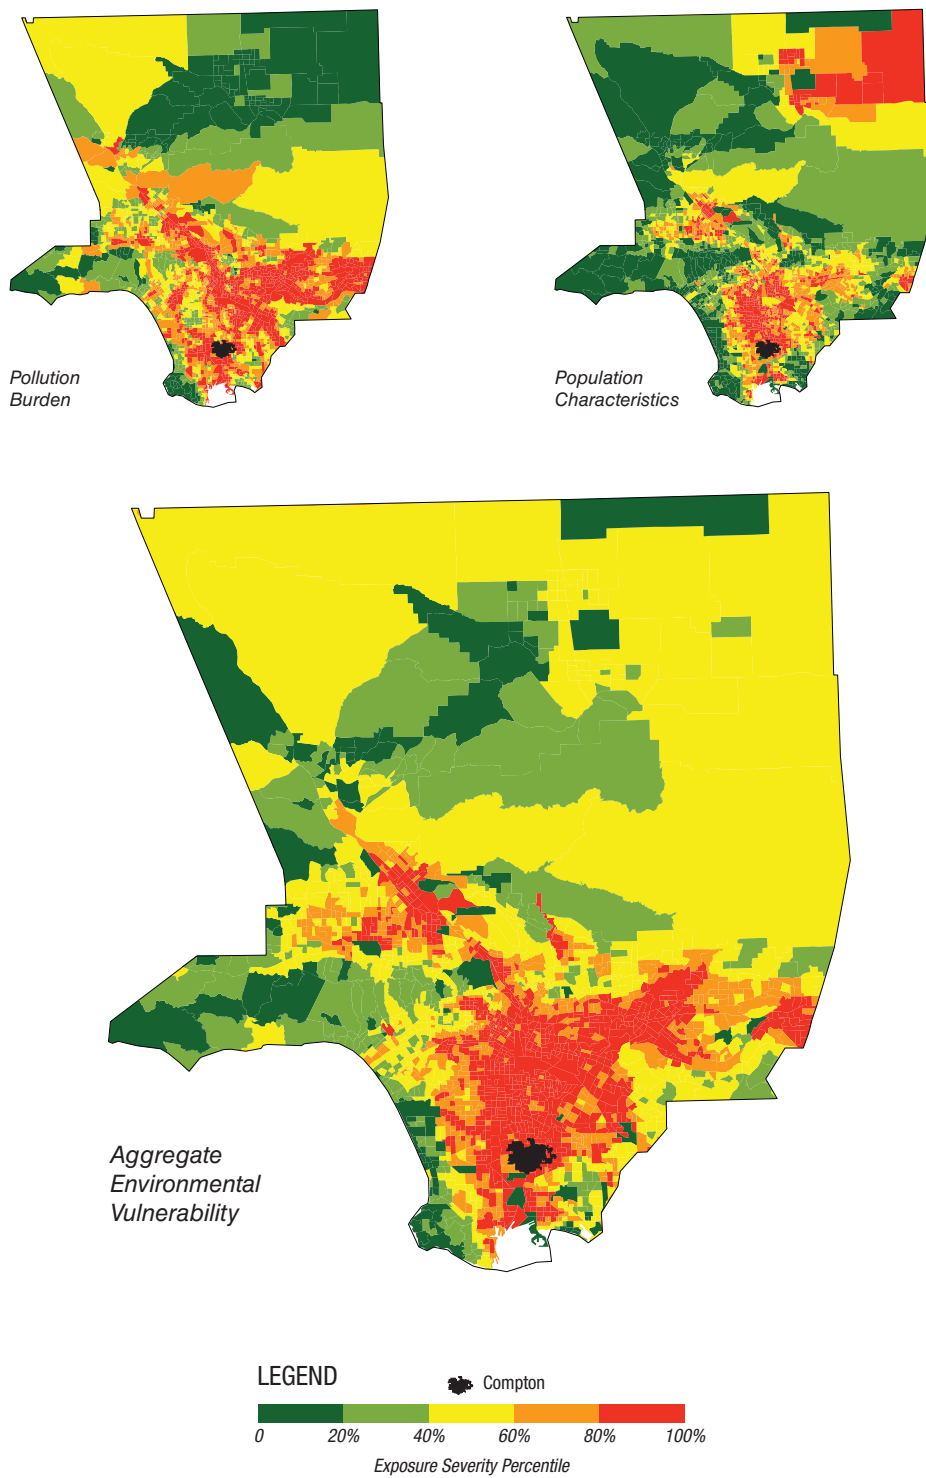 Pollution
Burden
Population
Characteristics
Aggregate
Environmental
Vulnerability
LEGEND
Compton
0 20% 40% 60% 80% 100%
Exposure Severity Percentile